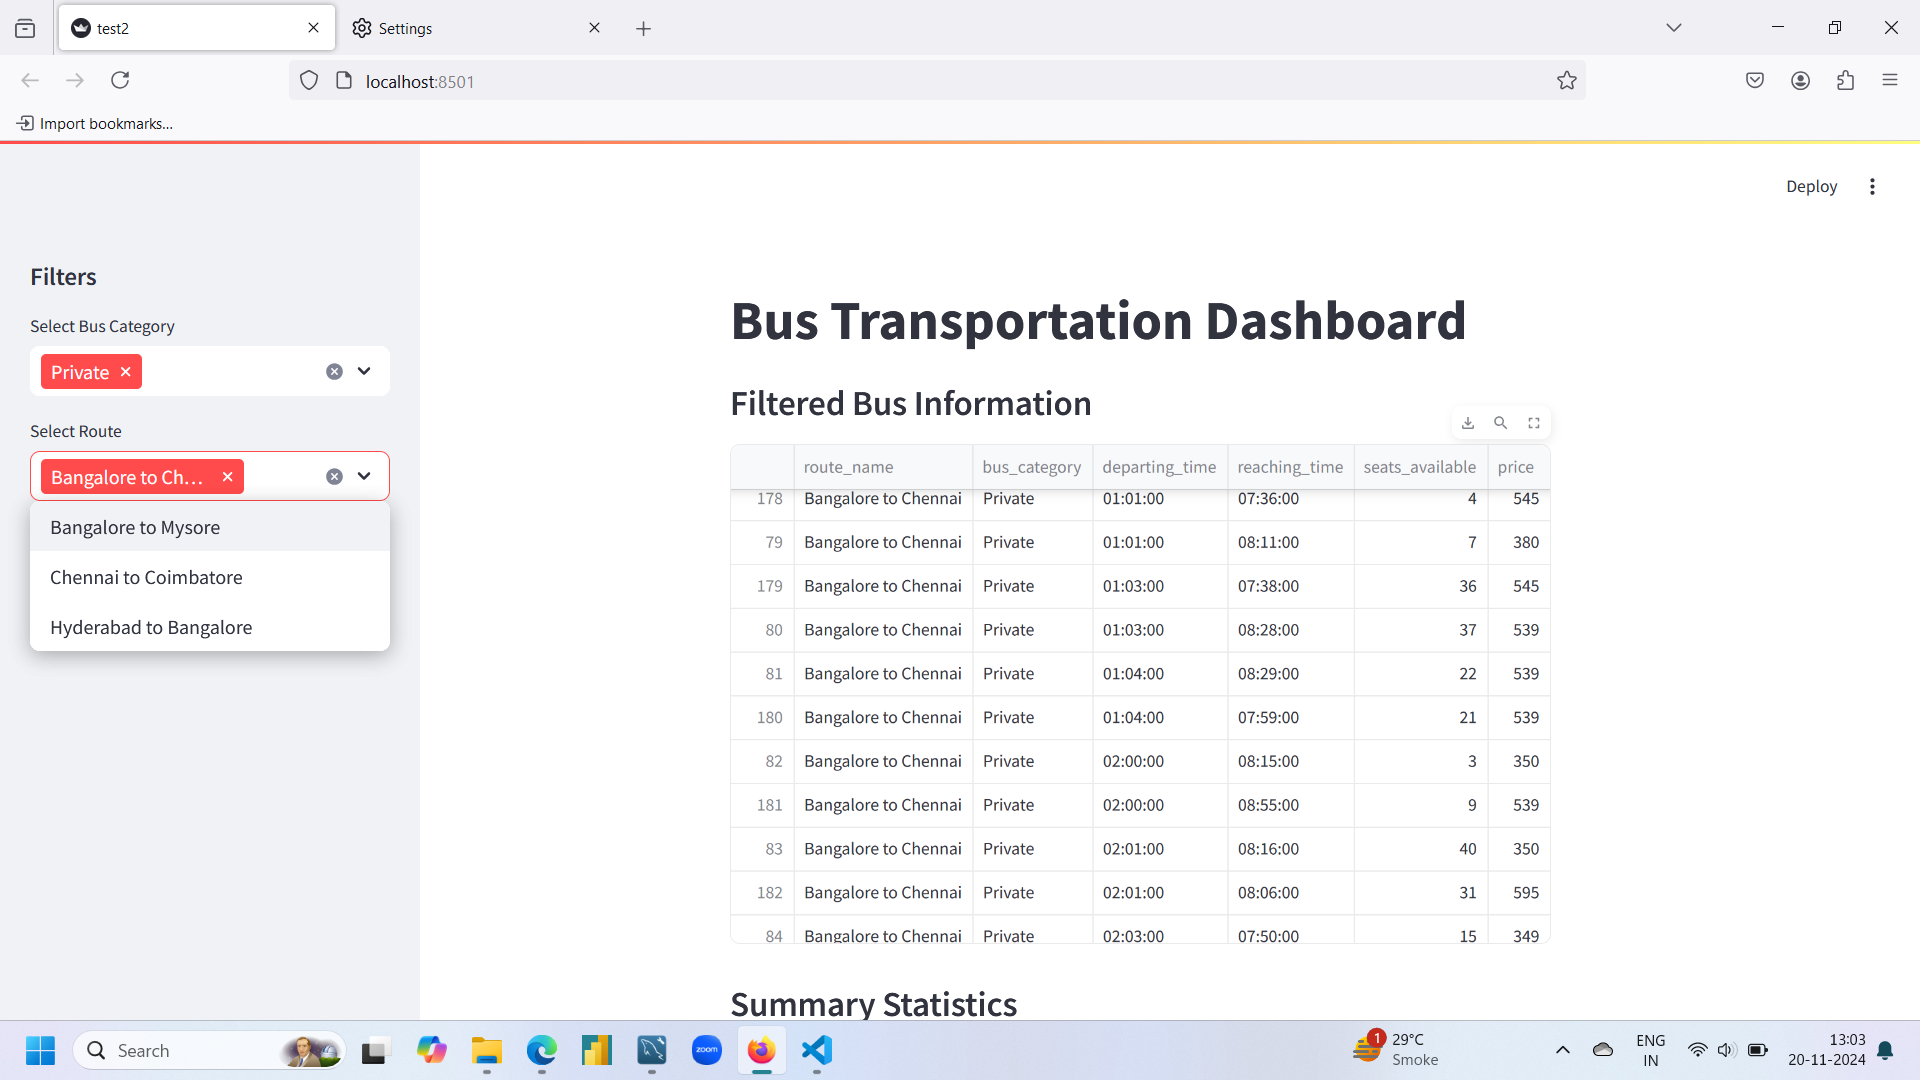 test2
Settings
localhost:8501
Import bookmarks...
Deploy
Filters
Select Bus Category
Private
Select Route
Bangalore to Ch...
Bangalore to Mysore
Chennai to Coimbatore
Hyderabad to Bangalore
Bus Transportation Dashboard
Filtered Bus Information
route_name bus_category departing_time reaching_time seats_available price
178 Bangalore to Chennai Private 01:01:00 07:36:00 4 545
79 Bangalore to Chennai Private 01:01:00 08:11:00 7 380
179 Bangalore to Chennai Private 01:03:00 07:38:00 36 545
80 Bangalore to Chennai Private 01:03:00 08:28:00 37 539
81 Bangalore to Chennai Private 01:04:00 08:29:00 22 539
180 Bangalore to Chennai Private 01:04:00 07:59:00 21 539
82 Bangalore to Chennai Private 02:00:00 08:15:00 3 350
181 Bangalore to Chennai Private 02:00:00 08:55:00 9 539
83 Bangalore to Chennai Private 02:01:00 08:16:00 40 350
182 Bangalore to Chennai Private 02:01:00 08:06:00 31 595
84 Bangalore to Chennai Private 02:03:00 07:50:00 15 349
Summary Statistics
Search
zoom
1
29°C
Smoke
ENG
IN
13:03
20-11-2024